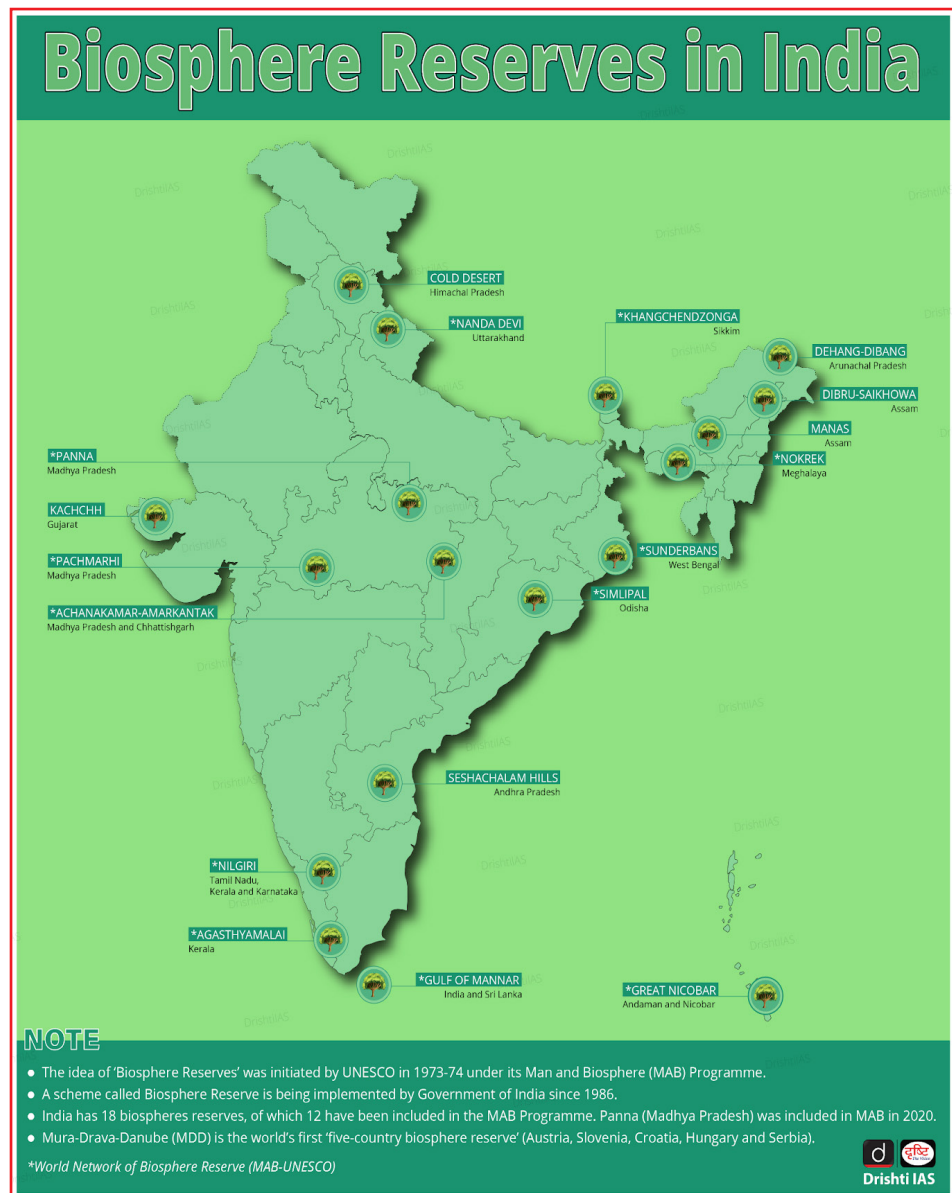 Biosphere Reserves in India
COLD DESERT
Himachal Pradesh
*NANDA DEVI
Uttarakhand
*KHANGCHENDZONGA
Sikkim
DEHANG-DIBANG
Arunachal Pradesh
DIBRU-SAIKHOWA
Assam
MANAS
Assam
*NOKREK
Meghalaya
*PANNA
Madhya Pradesh
KACHCHH
Gujarat
*PACHMARHI
Madhya Pradesh
*ACHANAKAMAR-AMARKANTAK
Madhya Pradesh and Chhattishgarh
*SUNDERBANS
West Bengal
*SIMLIPAL
Odisha
SESHACHALAM HILLS
Andhra Pradesh
*NILGIRI
Tamil Nadu,
Kerala and Karnataka
*AGASTHYAMALAI
Kerala
*GULF OF MANNAR
India and Sri Lanka
*GREAT NICOBAR
Andaman and Nicobar
NOTE
● The idea of ‘Biosphere Reserves’ was initiated by UNESCO in 1973-74 under its Man and Biosphere (MAB) Programme.
● A scheme called Biosphere Reserve is being implemented by Government of India since 1986.
● India has 18 biospheres reserves, of which 12 have been included in the MAB Programme. Panna (Madhya Pradesh) was included in MAB in 2020.
● Mura-Drava-Danube (MDD) is the world’s first ‘five-country biosphere reserve’ (Austria, Slovenia, Croatia, Hungary and Serbia).
*World Network of Biosphere Reserve (MAB-UNESCO)
d
दृष्टि
The Vision
Drishti IAS
DrishtiIAS